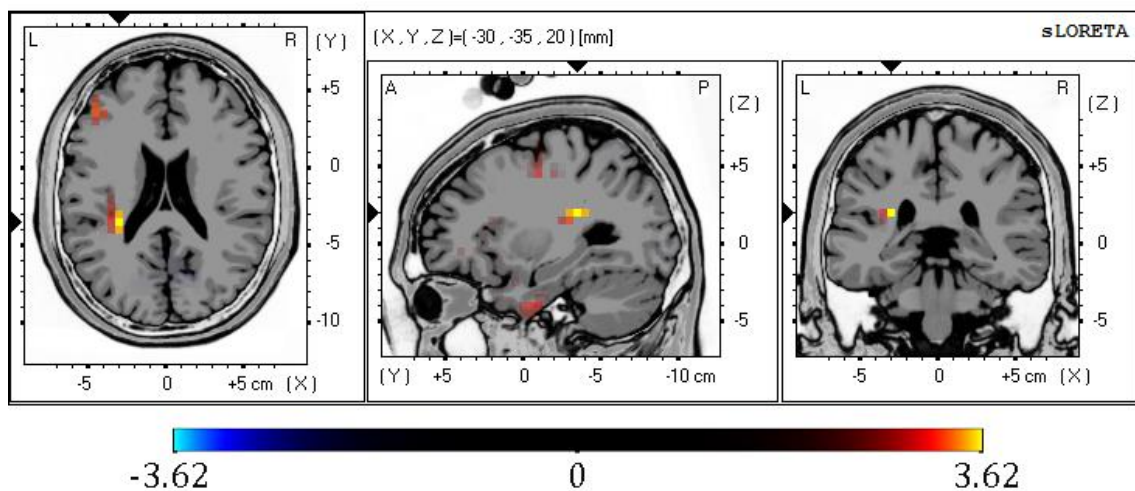 L R (Y) (X,Y,Z)=(-30,-35,20)[mm] sLORETA
A P (Z) L R (Z)
+5
0
-5
-10
+5
0
-5
+5
0
-5
-5 0 +5 cm (X)
(Y) +5 0 -5 -10 cm
-5 0 +5 cm (X)
-3.62 0 3.62